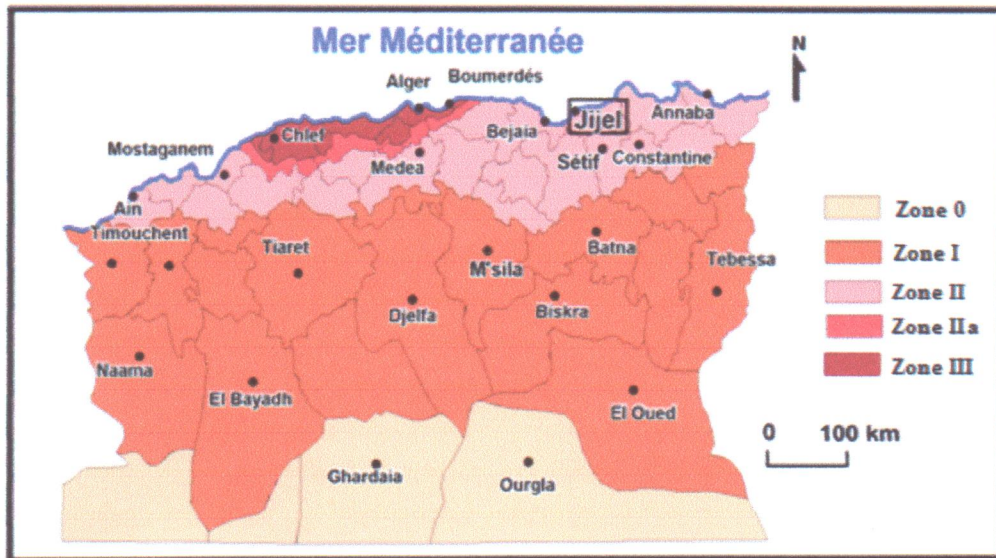 Mer Méditerranée
N
Alger
Boumerdés
Jijel
Annaba
Bejaia
Chlef
Mostaganem
Medea
Sétif
Constantine
Ain
Timouchent
Tiaret
M'sila
Batna
Tebessa
Djelfa
Biskra
Naama
El Bayadh
El Oued
Ghardaia
Ourgla
Zone 0
Zone I
Zone II
Zone IIa
Zone III
0 100 km